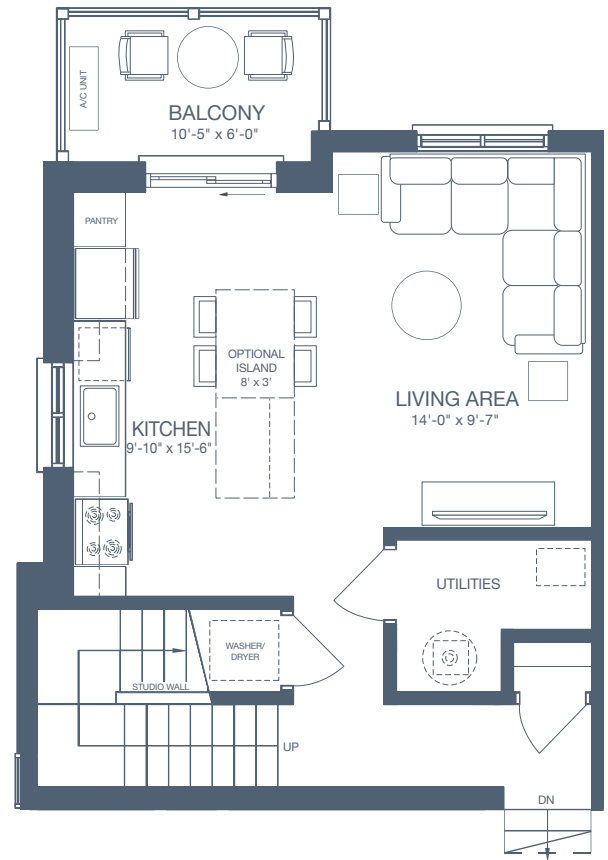 A/C UNIT
BALCONY
10'-5" x 6'-0"
PANTRY
OPTIONAL
ISLAND
8' x 3'
LIVING AREA
14'-0" x 9'-7"
KITCHEN
9'-10" x 15'-6"
UTILITIES
WASHER/
DRYER
STUDIO WALL
UP
DN